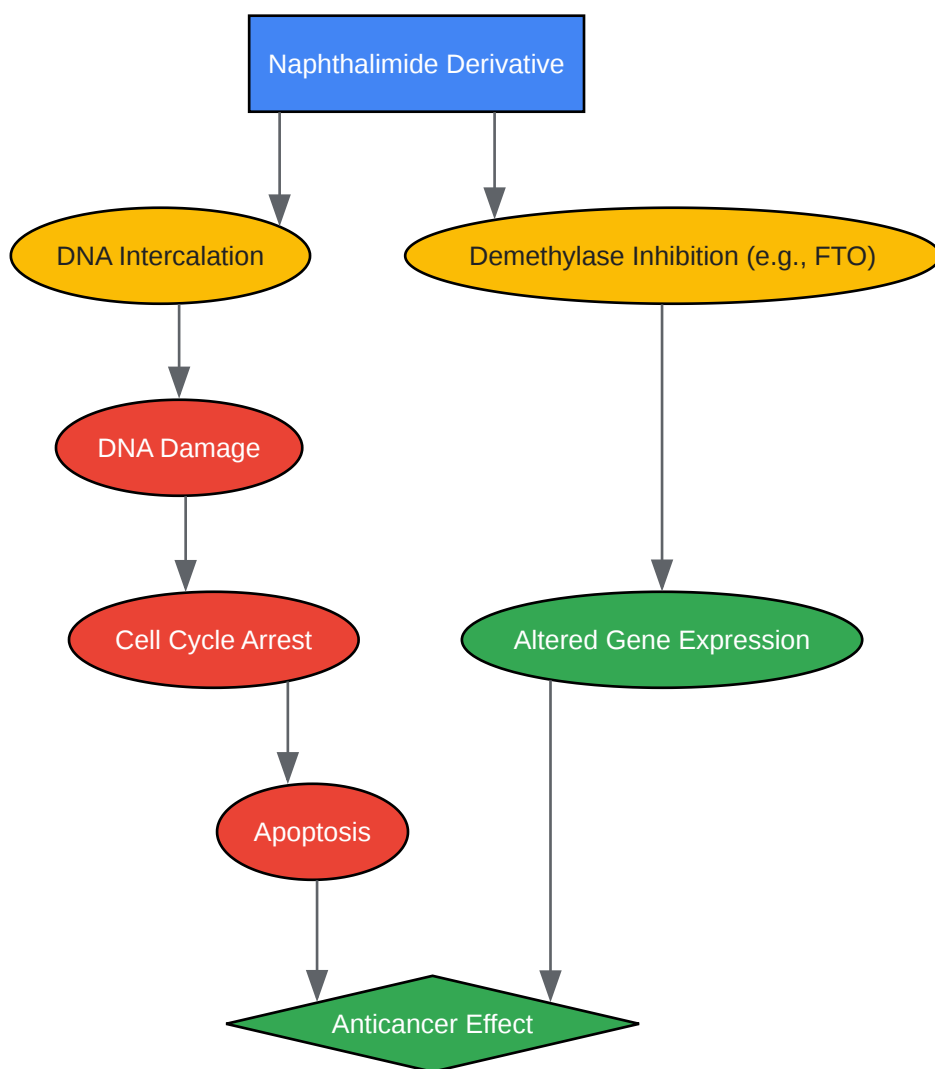 Naphthalimide Derivative
DNA Intercalation
Demethylase Inhibition (e.g., FTO)
DNA Damage
Cell Cycle Arrest
Altered Gene Expression
Apoptosis
Anticancer Effect